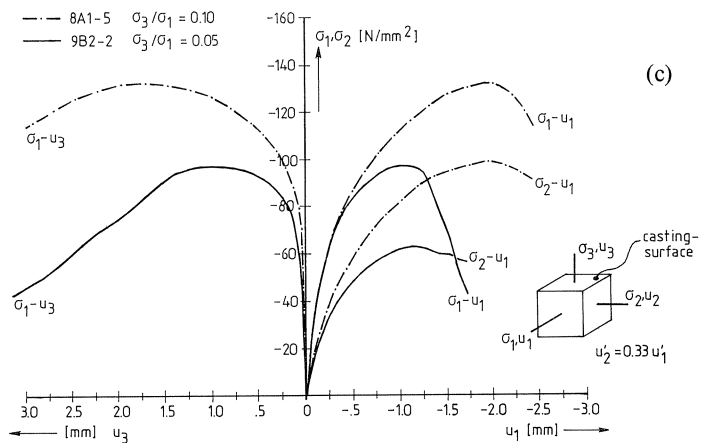 8A1-5 σ3/σ1 = 0.10
9B2-2 σ3/σ1 = 0.05
σ1,σ2 [N/mm²]
(c)
-160
-140
-120
-100
-80
-60
-40
-20
σ1-u3
σ1-u3
σ1-u1
σ2-u1
σ2-u1
σ1-u1
casting-
surface
σ3,u3
σ2,u2
σ1,u1
u2'=0.33u1'
3.0 2.5 2.0 1.5 1.0 .5 0 -.5 -1.0 -1.5 -2.0 -2.5 -3.0
[mm] u3
u1 [mm]